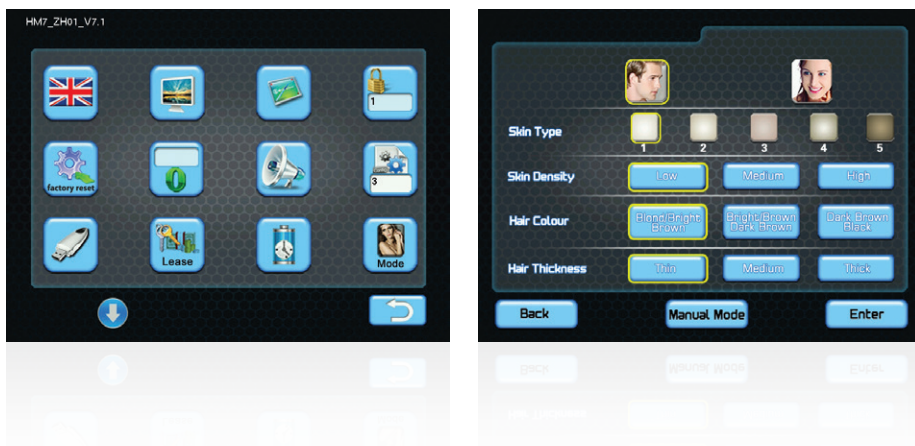 HM7_ZH01_V7.1
1
factory reset
0
3
Lease
Mode
Skin Type
1 2 3 4 5
Skin Density
Low Medium High
Hair Colour
Blond/Bright Brown
Bright/Brown Dark Brown
Dark Brown Black
Hair Thickness
Thin Medium Thick
Back Manual Mode Enter